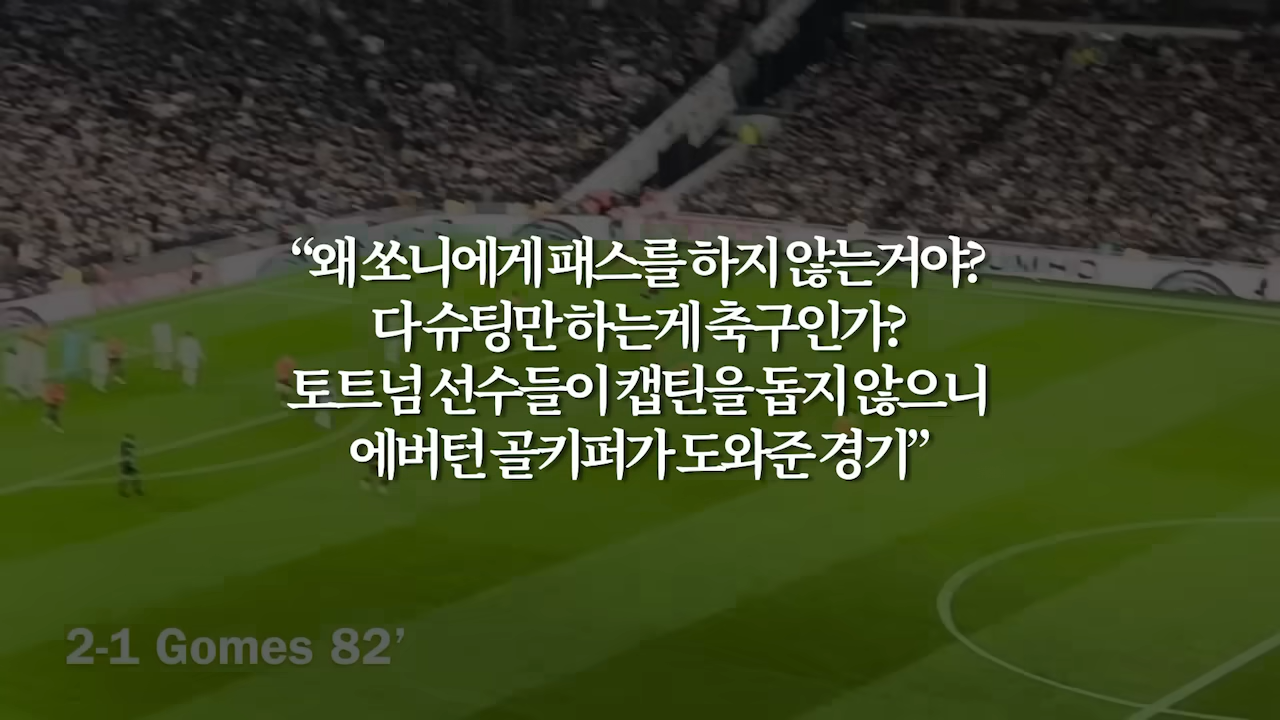 “왜 쏘니에게 패스를 하지 않는거야?
다 슈팅만 하는게 축구인가?
토트넘 선수들이 캡틴을 돕지 않으니
에버턴 골키퍼가 도와준 경기”
2-1 Gomes 82’